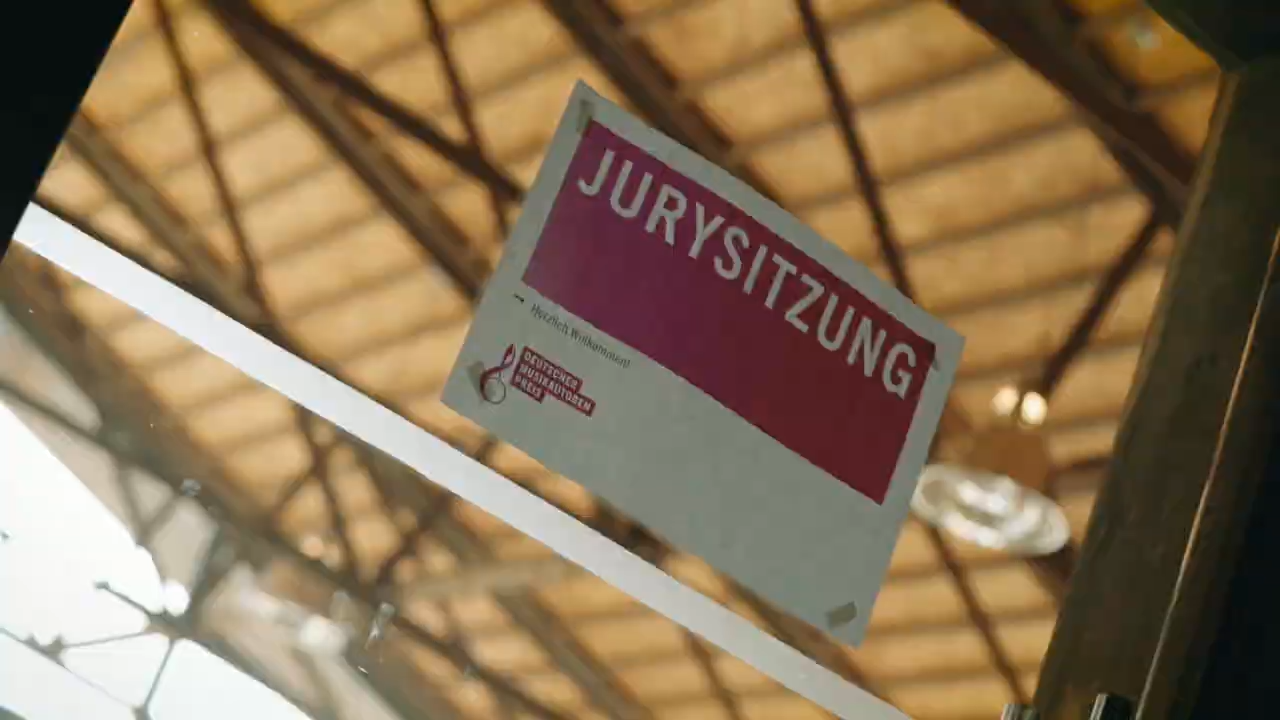 JURYSITZUNG
→ Herzlich Willkommen!
DEUTSCHER
MUSIKAUTOREN
PREIS